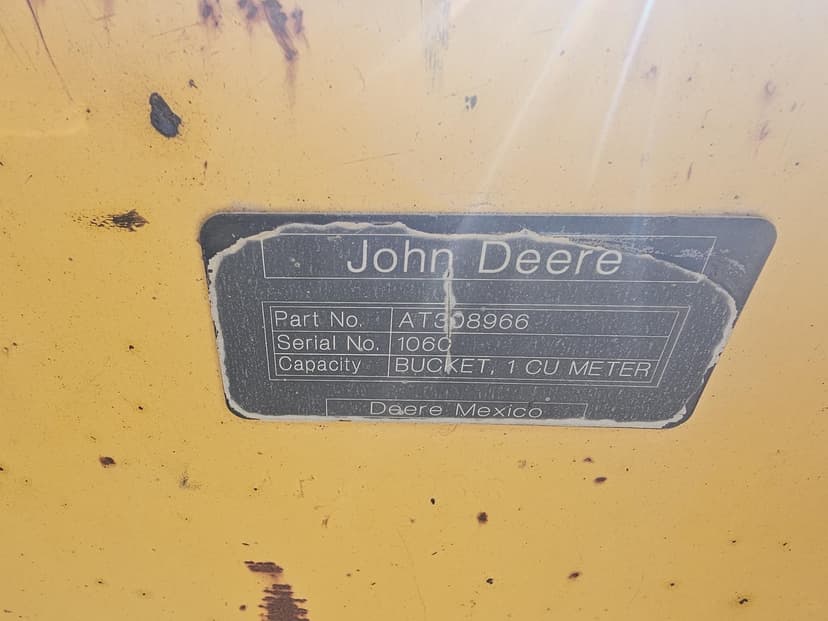 John Deere
Part No. AT308966
Serial No. 1060
Capacity BUCKET, 1 CU METER
Deere Mexico